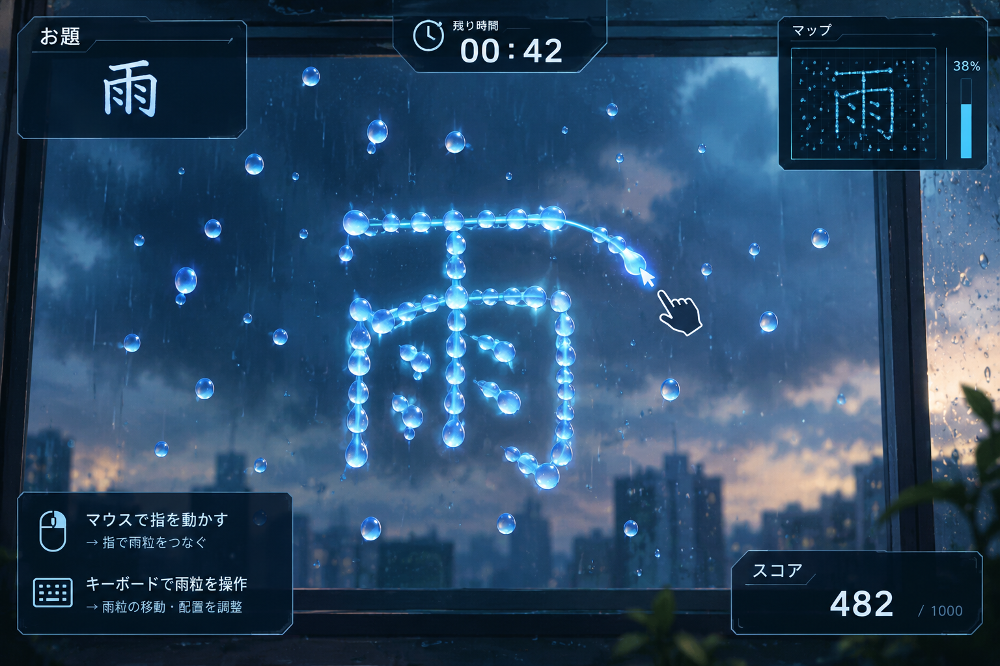 お題
雨
残り時間
00:42
マップ
雨
38%
雨
マウスで指を動かす
→ 指で雨粒をつなぐ
キーボードで雨粒を操作
→ 雨粒の移動・配置を調整
スコア
482 / 1000